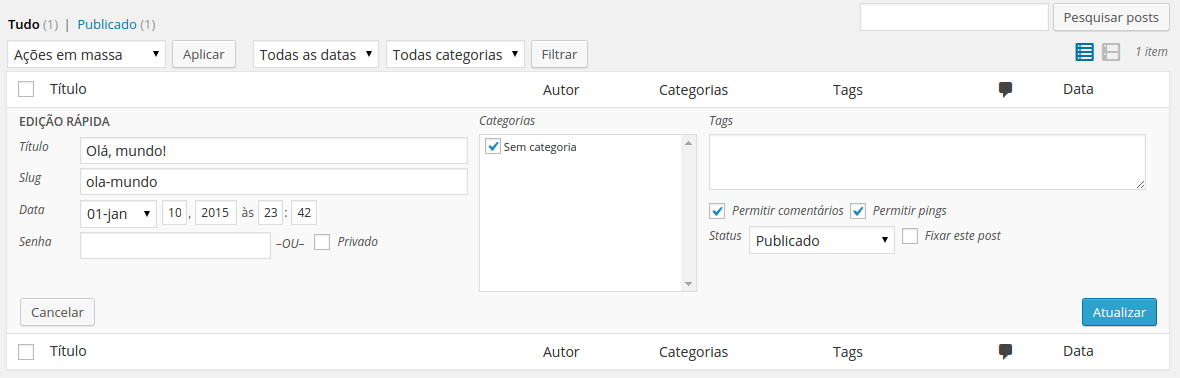 Tudo (1) | Publicado (1)
Pesquisar posts
Ações em massa Aplicar Todas as datas Todas categorias Filtrar 1 item
Título Autor Categorias Tags Data
EDIÇÃO RÁPIDA Categorias Tags
Título Olá, mundo! Sem categoria
Slug ola-mundo
Data 01-jan 10 , 2015 às 23 : 42 Permitir comentários Permitir pings
Senha –OU– Privado Status Publicado Fixar este post
Cancelar Atualizar
Título Autor Categorias Tags Data